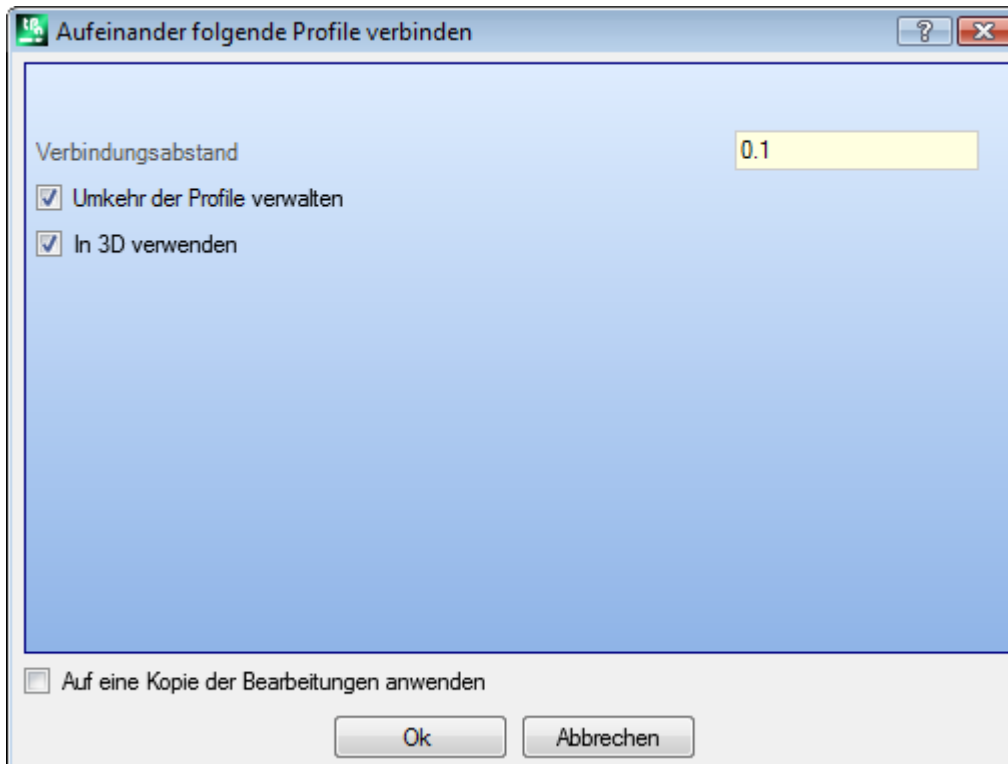 Aufeinander folgende Profile verbinden
Verbindungsabstand 0.1
Umkehr der Profile verwalten
In 3D verwenden
Auf eine Kopie der Bearbeitungen anwenden
Ok Abbrechen